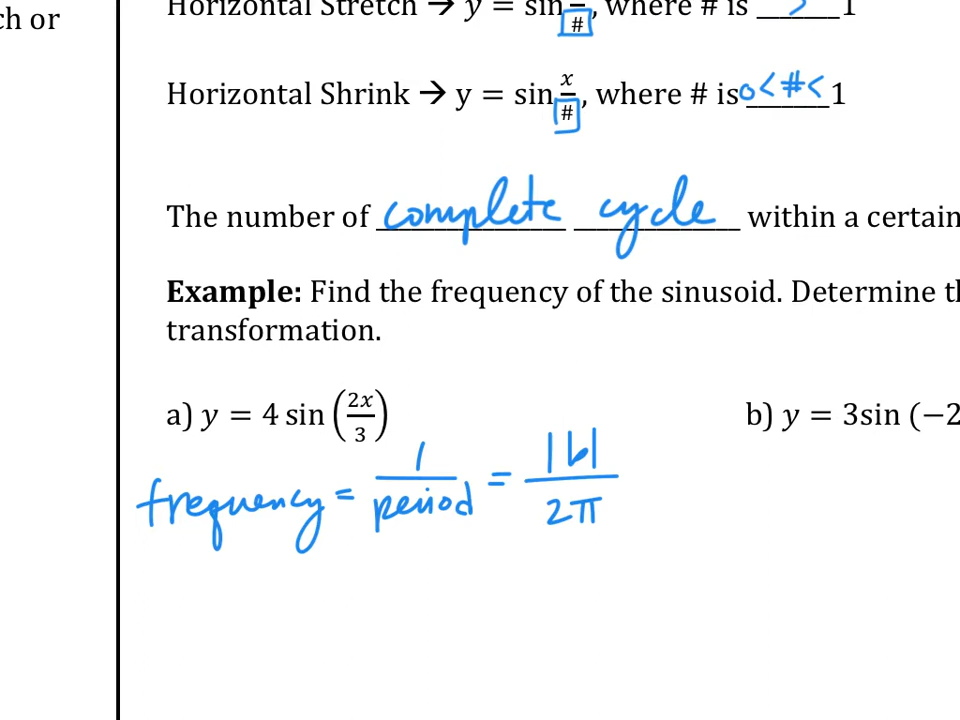 ch or
Horizontal Stretch → y = sin x/#, where # is > 1
Horizontal Shrink → y = sin x/#, where # is 0 < # < 1
The number of complete cycle within a certain
Example: Find the frequency of the sinusoid. Determine th
transformation.
a) y = 4 sin (2x/3) b) y = 3sin (−2
frequency = 1/period = |b|/2π